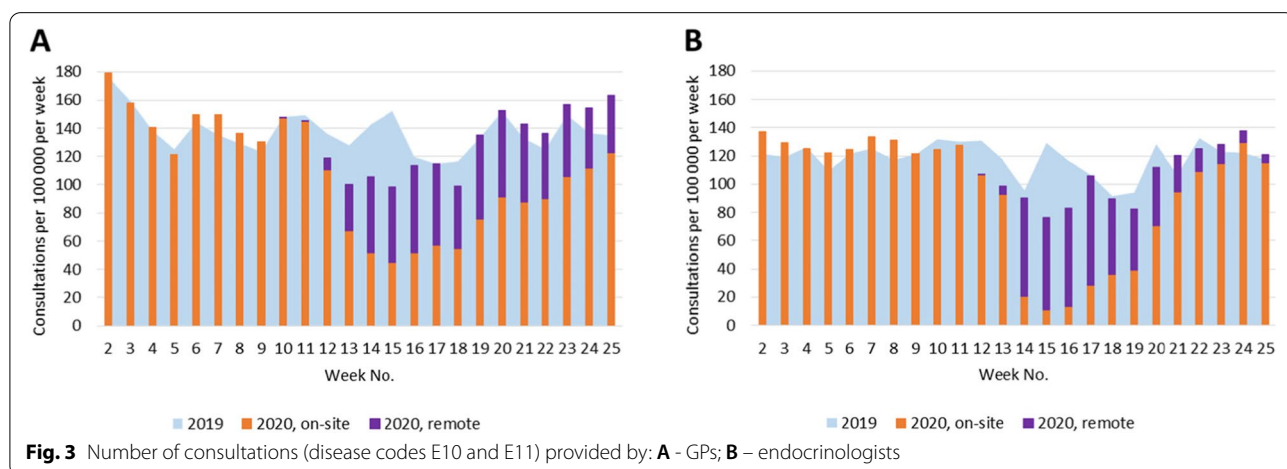 A
Consultations per 100 000 per week
180
160
140
120
100
80
60
40
20
0
2 3 4 5 6 7 8 9 10 11 12 13 14 15 16 17 18 19 20 21 22 23 24 25
Week No.
2019 2020, on-site 2020, remote
B
Consultations per 100 000 per week
180
160
140
120
100
80
60
40
20
0
2 3 4 5 6 7 8 9 10 11 12 13 14 15 16 17 18 19 20 21 22 23 24 25
Week No.
2019 2020, on-site 2020, remote
Fig. 3 Number of consultations (disease codes E10 and E11) provided by: A - GPs; B – endocrinologists